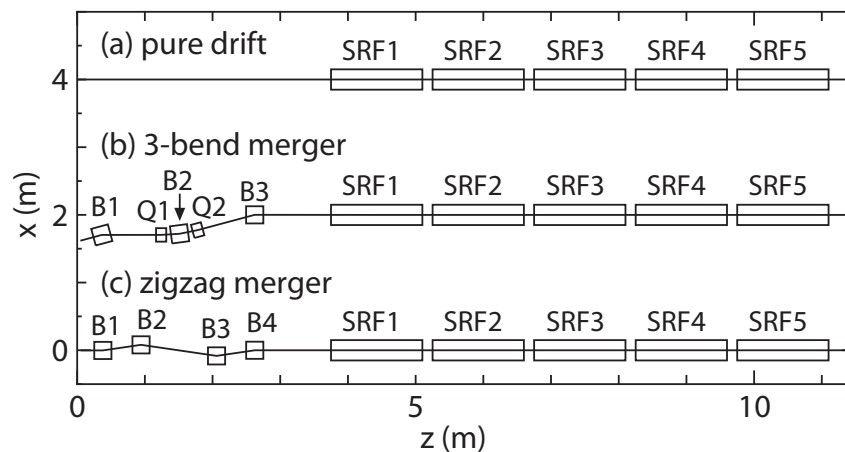 (a) pure drift
SRF1 SRF2 SRF3 SRF4 SRF5
4
(b) 3-bend merger
B1 Q1 B2 Q2 B3
SRF1 SRF2 SRF3 SRF4 SRF5
2
x (m)
(c) zigzag merger
B1 B2 B3 B4
SRF1 SRF2 SRF3 SRF4 SRF5
0
0 5 10
z (m)